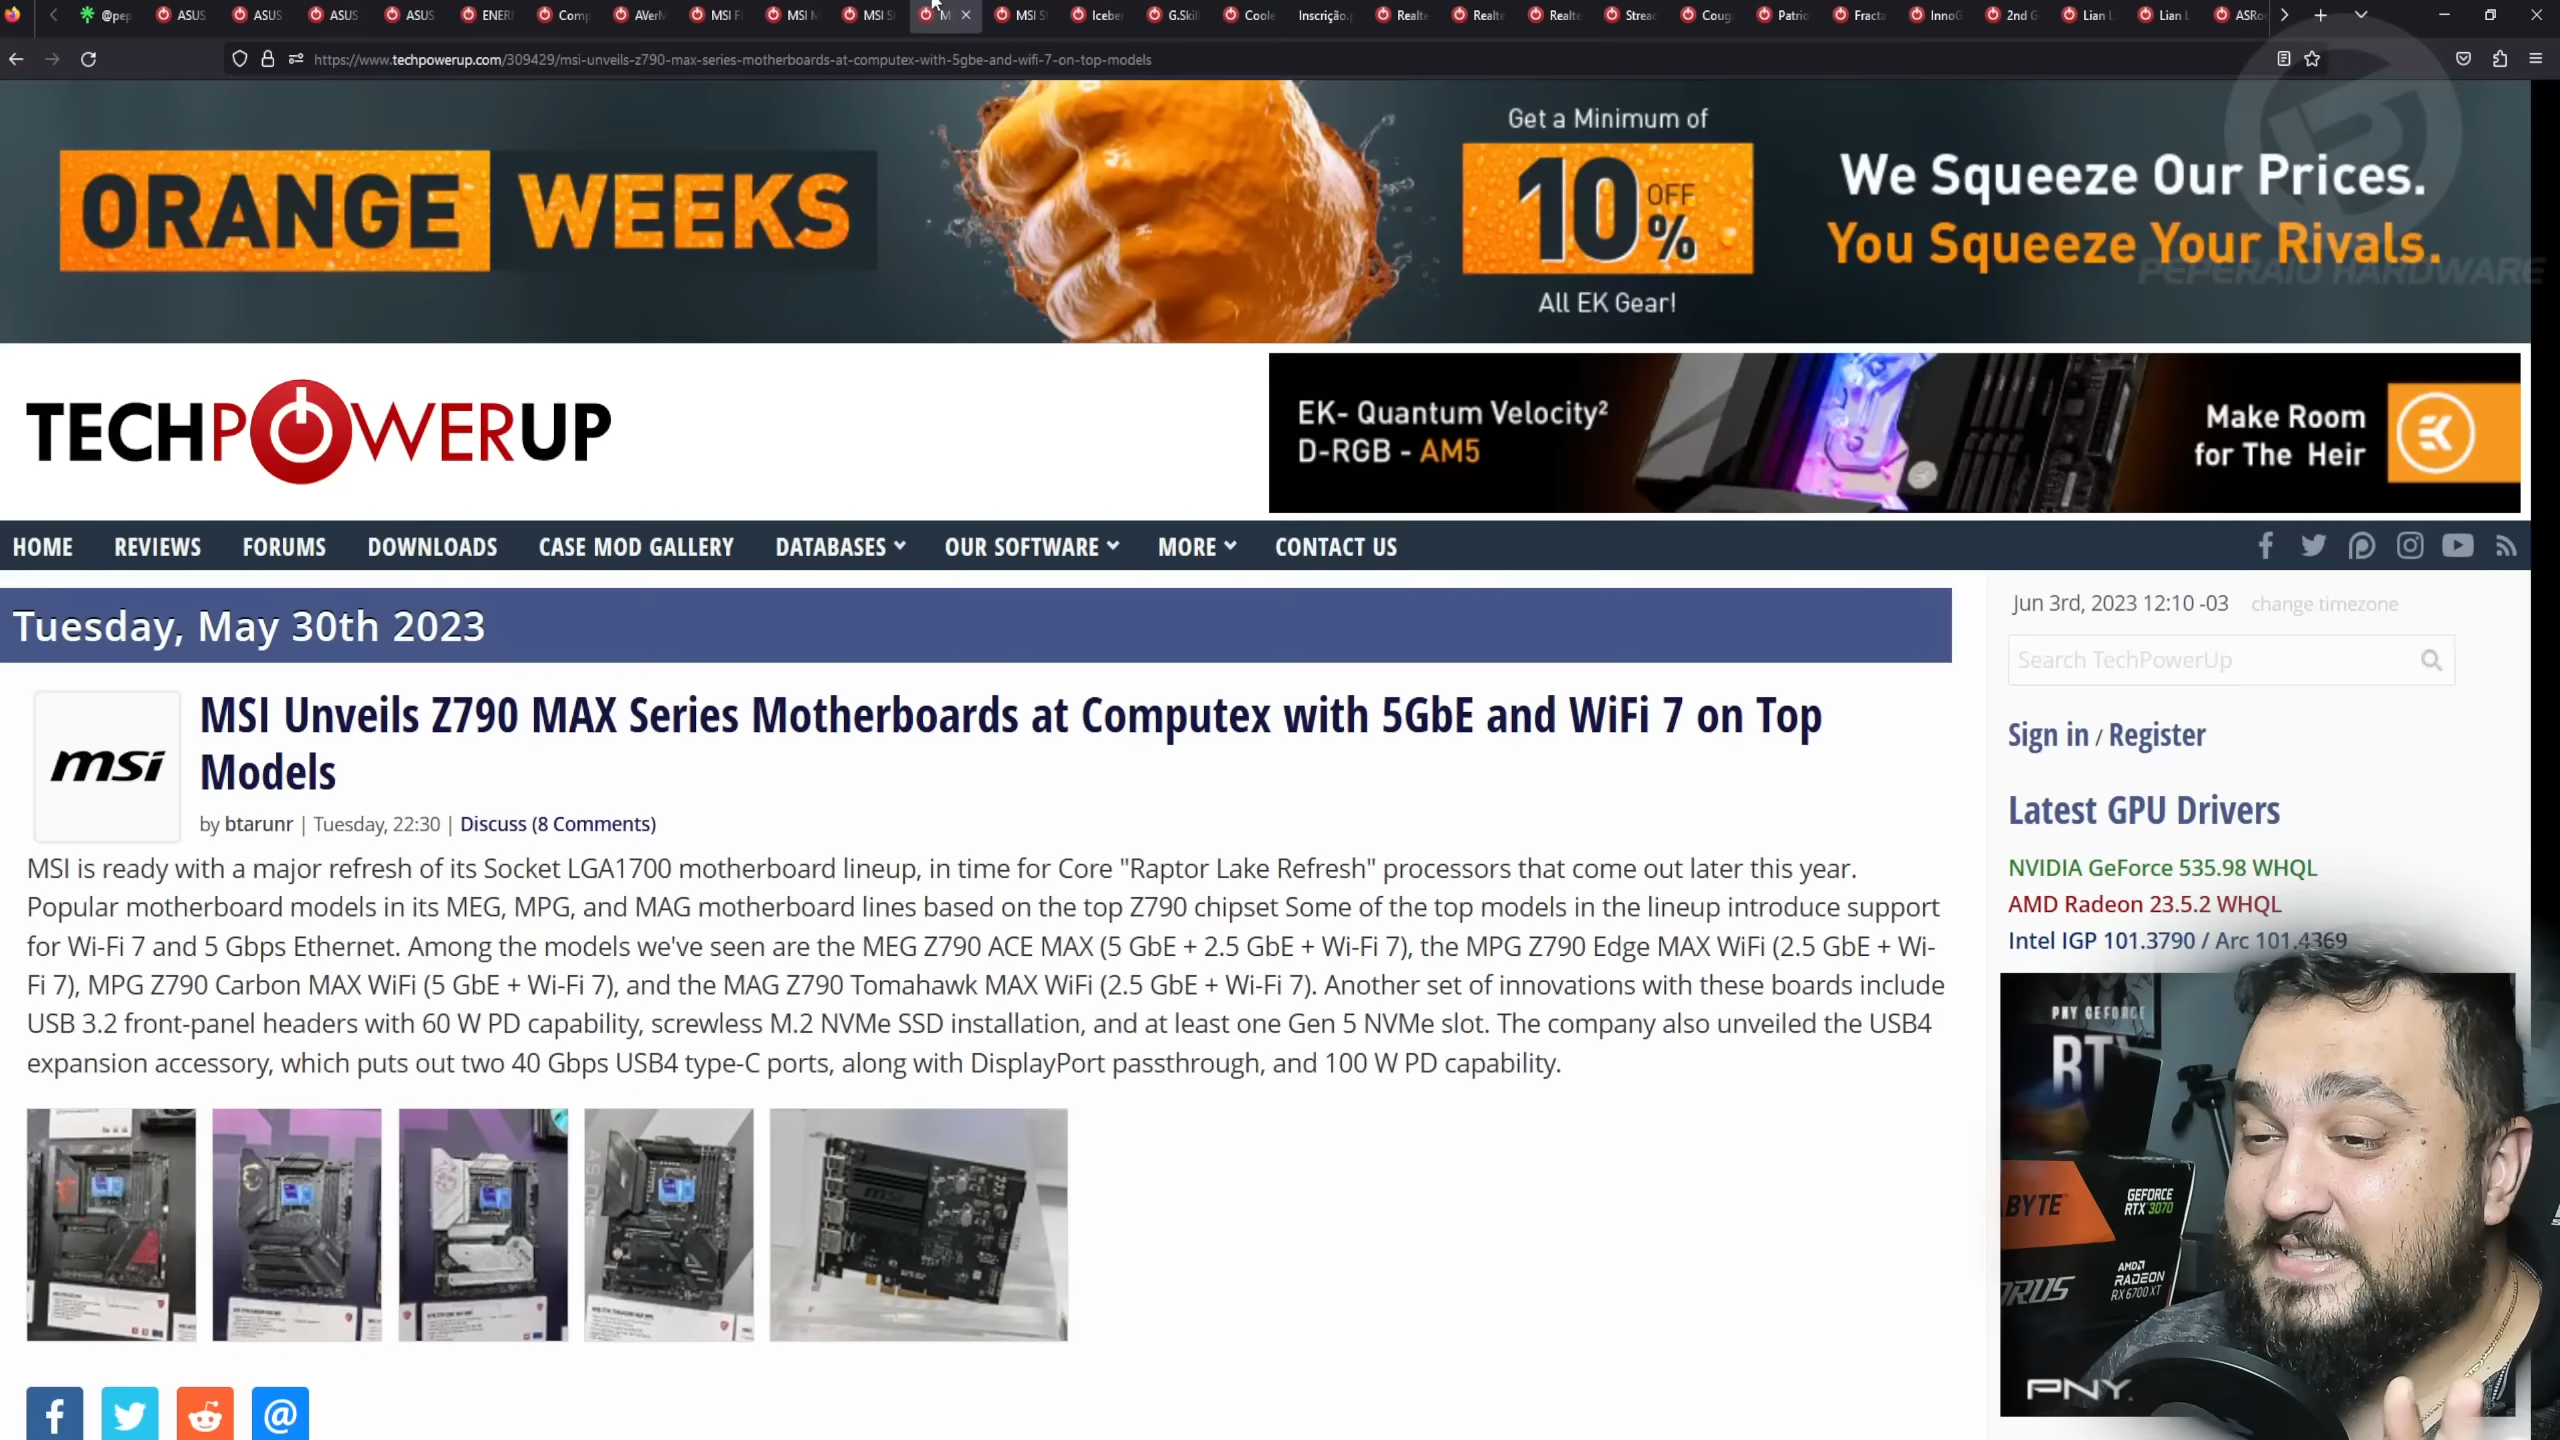 @pep
ASUS
ASUS
ASUS
ASUS
ENER
Comp
AVer
MSI F
MSI
MSI S
M
MSI S
Iceber
G.Skil
Coole
Inscrição
Realte
Realte
Realte
Strea
Coug
Patrio
Fracta
InnoG
2nd G
Lian L
Lian L
ASRo
https://www.techpowerup.com/309429/msi-unveils-z790-max-series-motherboards-at-computex-with-5gbe-and-wifi-7-on-top-models
ORANGE WEEKS
Get a Minimum of
10% OFF
All EK Gear!
We Squeeze Our Prices.
You Squeeze Your Rivals.
PEPERAIO HARDWARE
TECHPOWERUP
EK- Quantum Velocity²
D-RGB - AM5
Make Room
for The Heir
HOME REVIEWS FORUMS DOWNLOADS CASE MOD GALLERY DATABASES OUR SOFTWARE MORE CONTACT US
Tuesday, May 30th 2023
Jun 3rd, 2023 12:10 -03 change timezone
Search TechPowerUp
Sign in / Register
msi
MSI Unveils Z790 MAX Series Motherboards at Computex with 5GbE and WiFi 7 on Top
Models
by btarunr | Tuesday, 22:30 | Discuss (8 Comments)
MSI is ready with a major refresh of its Socket LGA1700 motherboard lineup, in time for Core "Raptor Lake Refresh" processors that come out later this year.
Popular motherboard models in its MEG, MPG, and MAG motherboard lines based on the top Z790 chipset Some of the top models in the lineup introduce support
for Wi-Fi 7 and 5 Gbps Ethernet. Among the models we've seen are the MEG Z790 ACE MAX (5 GbE + 2.5 GbE + Wi-Fi 7), the MPG Z790 Edge MAX WiFi (2.5 GbE + Wi-
Fi 7), MPG Z790 Carbon MAX WiFi (5 GbE + Wi-Fi 7), and the MAG Z790 Tomahawk MAX WiFi (2.5 GbE + Wi-Fi 7). Another set of innovations with these boards include
USB 3.2 front-panel headers with 60 W PD capability, screwless M.2 NVMe SSD installation, and at least one Gen 5 NVMe slot. The company also unveiled the USB4
expansion accessory, which puts out two 40 Gbps USB4 type-C ports, along with DisplayPort passthrough, and 100 W PD capability.
Latest GPU Drivers
NVIDIA GeForce 535.98 WHQL
AMD Radeon 23.5.2 WHQL
Intel IGP 101.3790 / Arc 101.4369
PNY GEFORCE
RT
BYTE
GEFORCE
RTX 3070
ORUS
AMD
RADEON
RX 6700 XT
PNY
msi